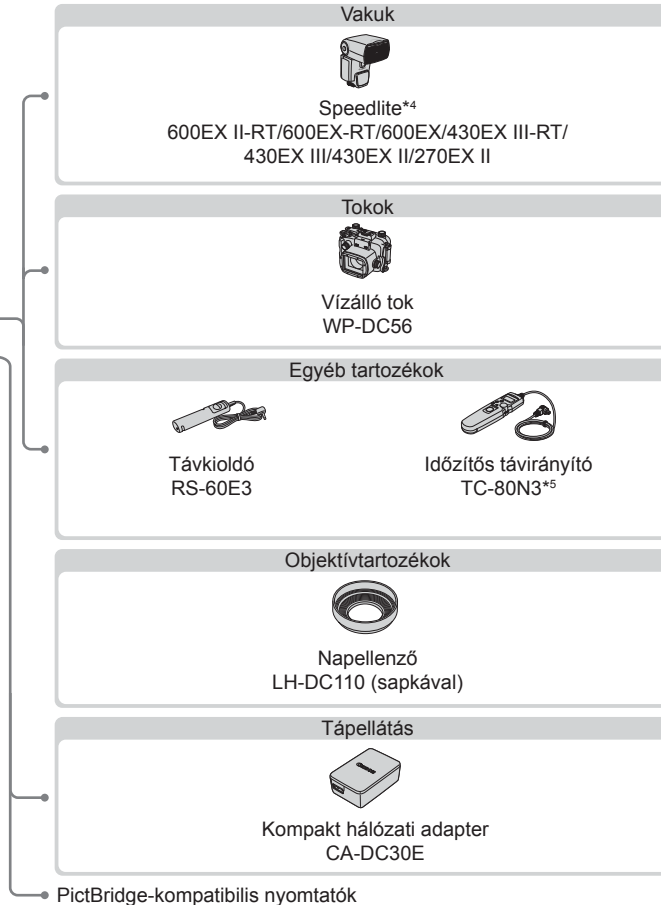 Vakuk
Speedlite*4
600EX II-RT/600EX-RT/600EX/430EX III-RT/
430EX III/430EX II/270EX II
Tokok
Vízálló tok
WP-DC56
Egyéb tartozékok
Távkioldó
RS-60E3
Időzítős távirányító
TC-80N3*5
Objektívtartozékok
Napellenző
LH-DC110 (sapkával)
Tápellátás
Canon
Kompakt hálózati adapter
CA-DC30E
PictBridge-kompatibilis nyomtatók